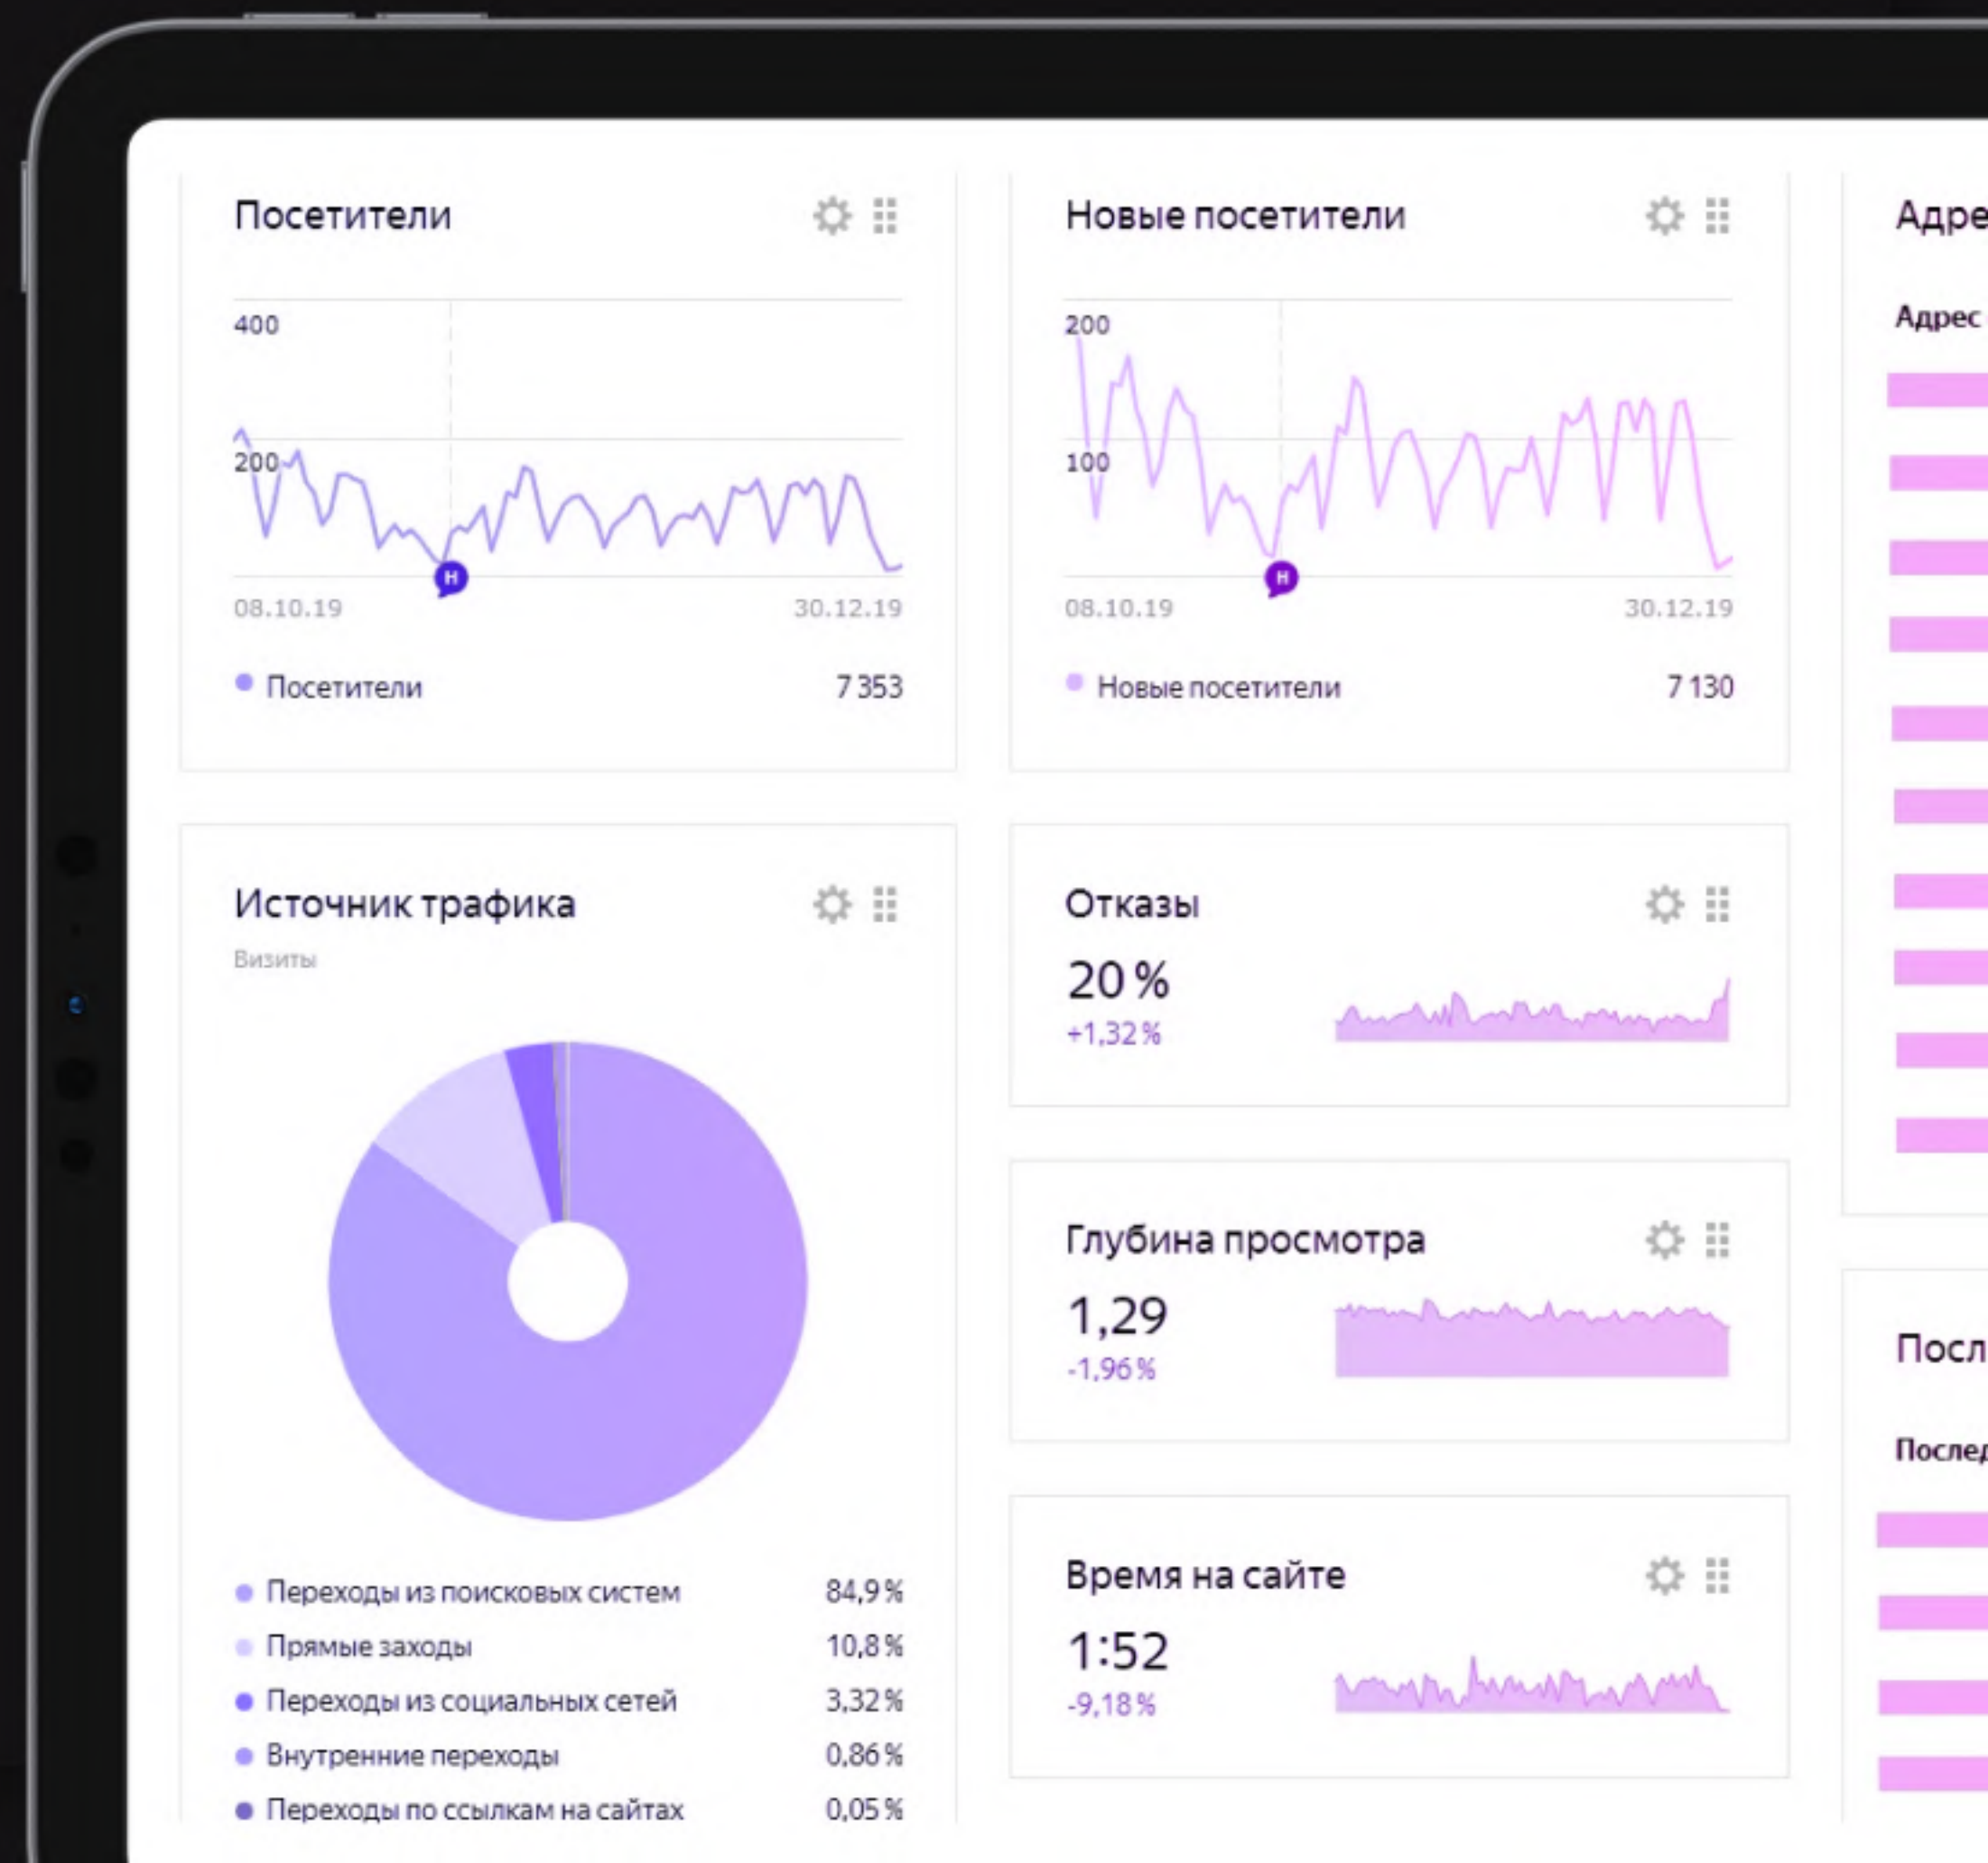 Посетители
400
200
Н
08.10.19 30.12.19
Посетители 7 353
Новые посетители
200
100
Н
08.10.19 30.12.19
Новые посетители 7 130
Источник трафика
Визиты
Переходы из поисковых систем 84,9 %
Прямые заходы 10,8 %
Переходы из социальных сетей 3,32 %
Внутренние переходы 0,86 %
Переходы по ссылкам на сайтах 0,05 %
Отказы
20 %
+1,32 %
Глубина просмотра
1,29
-1,96 %
Время на сайте
1:52
-9,18 %
Адре
Адрес
Посл
Послед